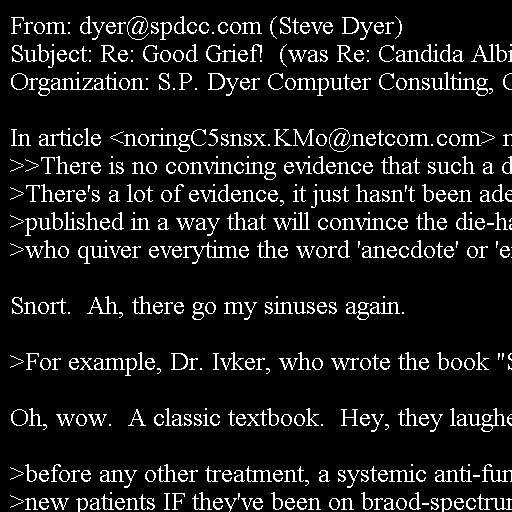 From: dyer@spdcc.com (Steve Dyer)
Subject: Re: Good Grief!  (was Re: Candida Albi
Organization: S.P. Dyer Computer Consulting, C
In article <noringC5snsx.KMo@netcom.com> n
>>There is no convincing evidence that such a d
>There's a lot of evidence, it just hasn't been ade
>published in a way that will convince the die-ha
>who quiver everytime the word 'anecdote' or 'e
Snort.  Ah, there go my sinuses again.
>For example, Dr. Ivker, who wrote the book "S
Oh, wow.  A classic textbook.  Hey, they laughe
>before any other treatment, a systemic anti-fun
>new patients IF they've been on braod-spectrum